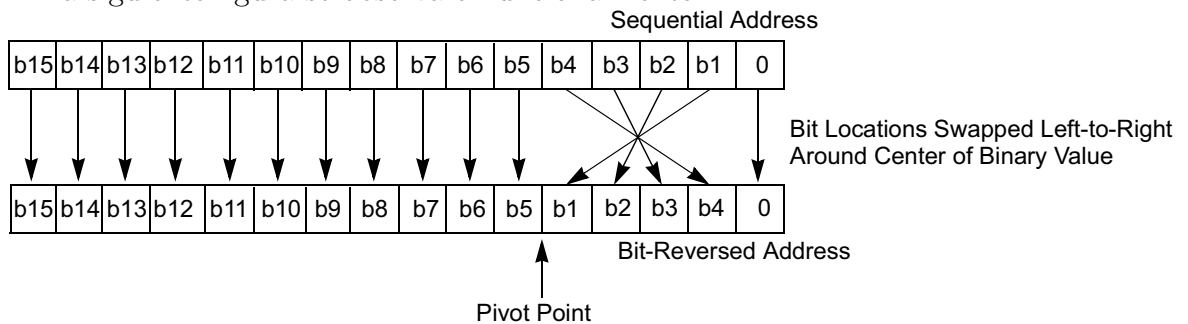 Sequential Address
b15 b14 b13 b12 b11 b10 b9 b8 b7 b6 b5 b4 b3 b2 b1 0
Bit Locations Swapped Left-to-Right
Around Center of Binary Value
b15 b14 b13 b12 b11 b10 b9 b8 b7 b6 b5 b1 b2 b3 b4 0
Bit-Reversed Address
Pivot Point